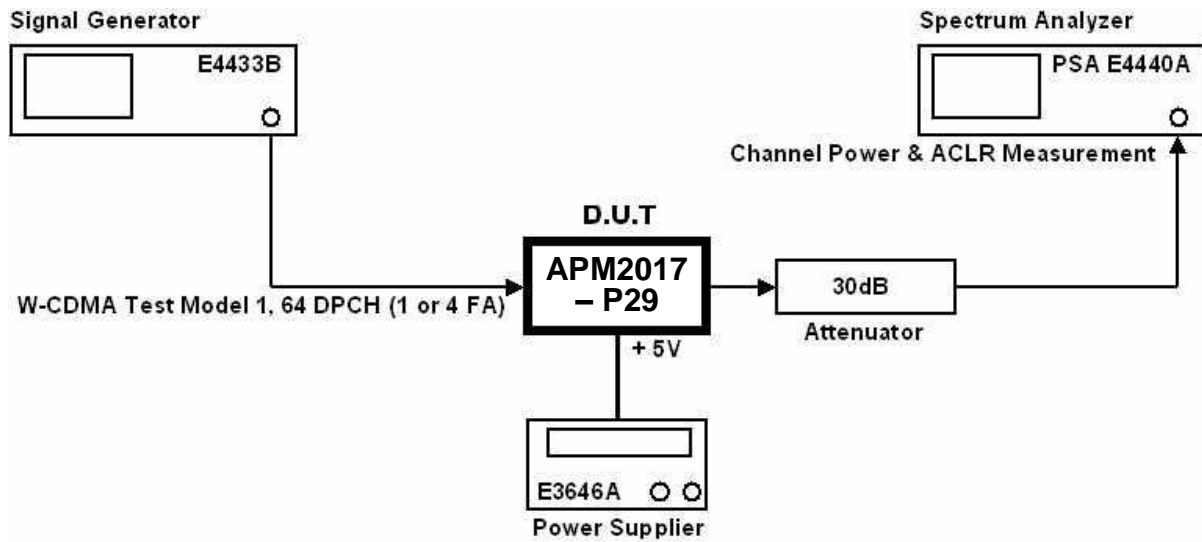 Signal Generator
E4433B
Spectrum Analyzer
PSA E4440A
Channel Power & ACLR Measurement
D.U.T
APM2017
– P29
W-CDMA Test Model 1, 64 DPCH (1 or 4 FA)
30dB
Attenuator
+ 5V
E3646A
Power Supplier